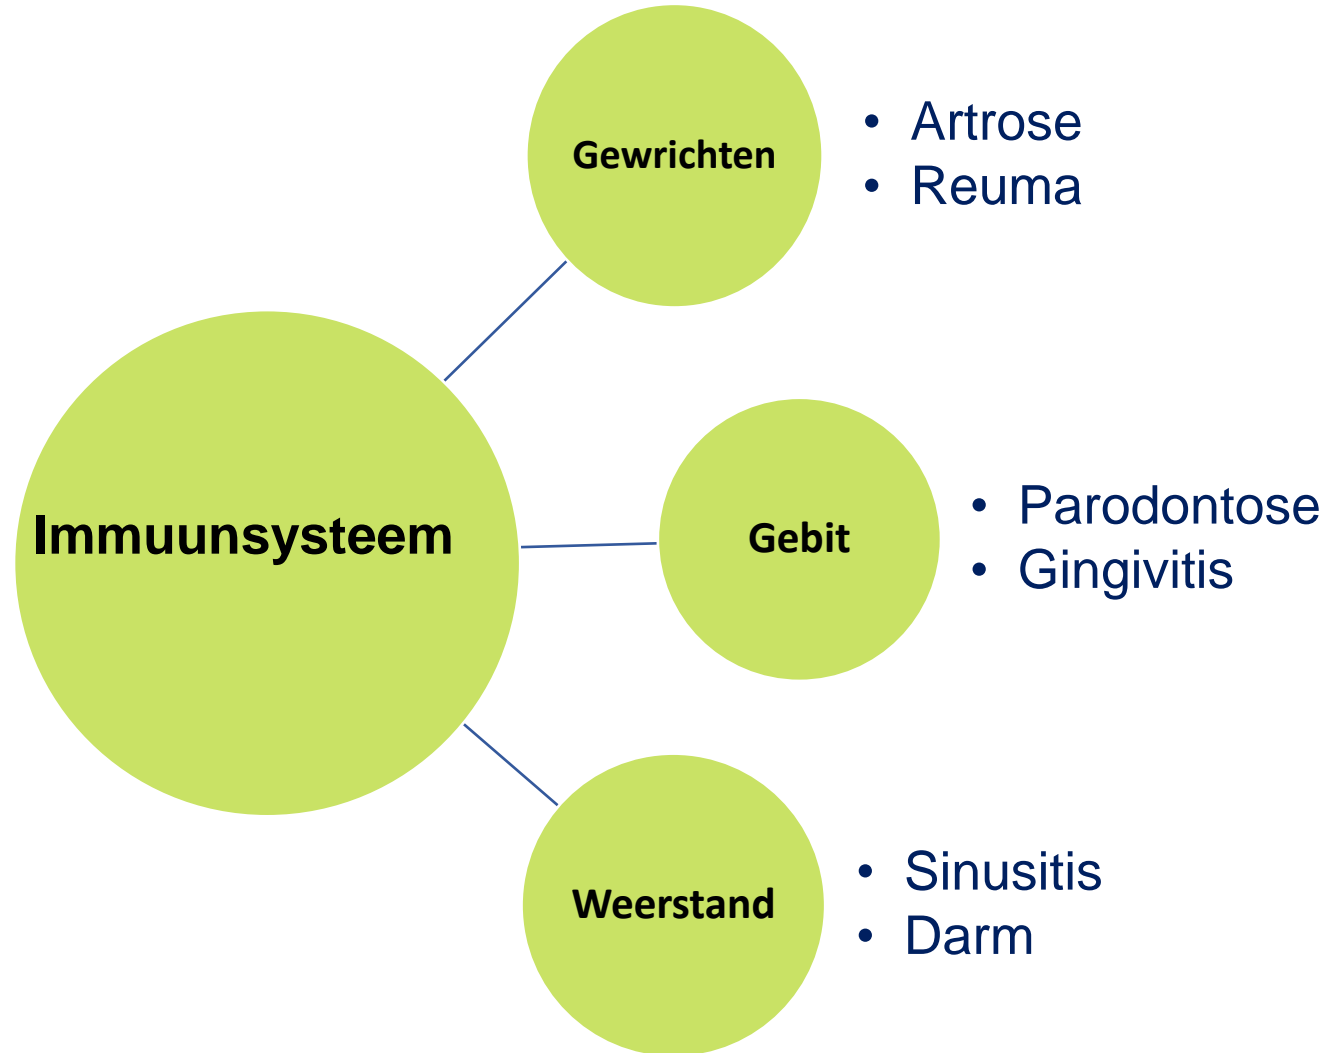 Gewrichten
• Artrose
• Reuma
Immuunsysteem
Gebit
• Parodontose
• Gingivitis
Weerstand
• Sinusitis
• Darm